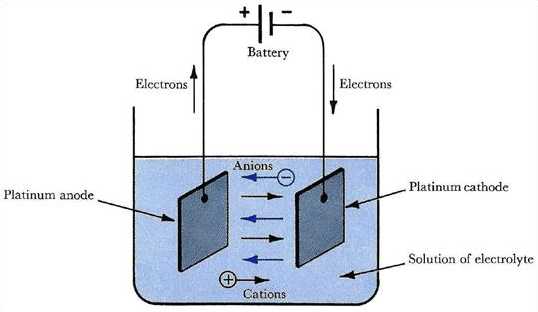 + −
Battery
Electrons
Electrons
Anions
−
Platinum anode
Platinum cathode
Solution of electrolyte
+
Cations